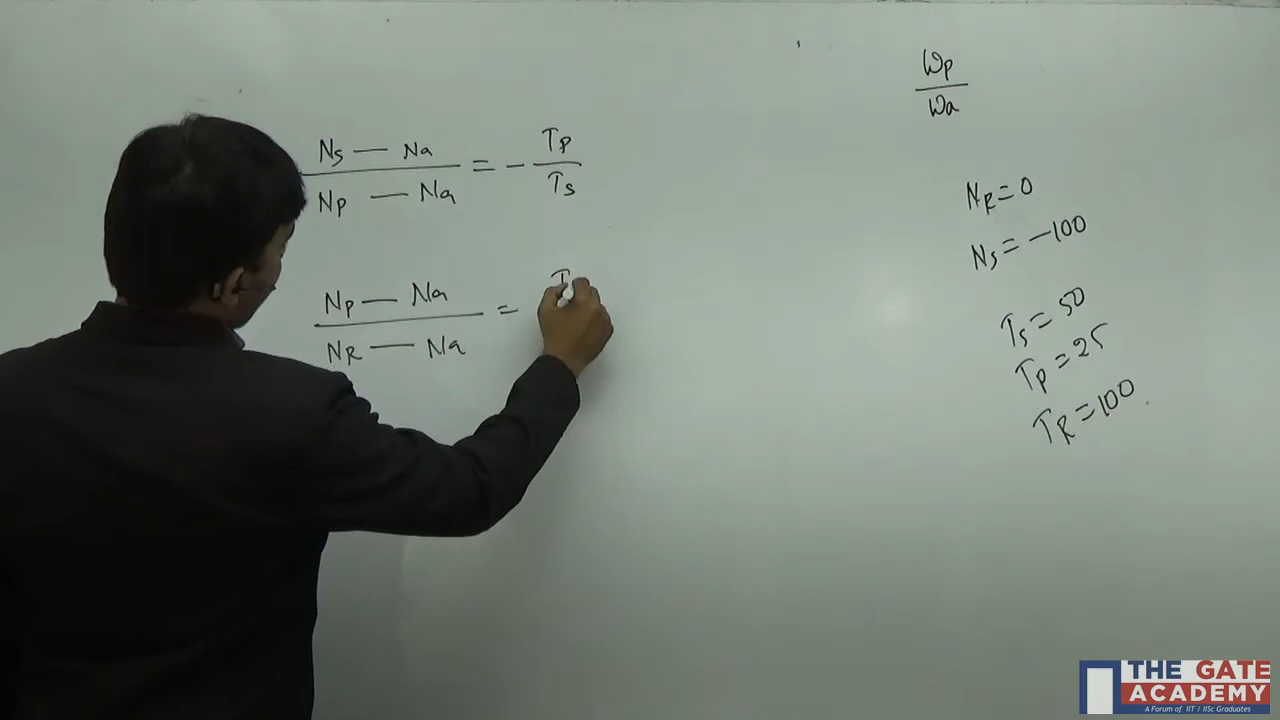 Ns — Na
Np — Na
= - Tp
Ts
Np — Na
NR — Na
= T
Wp
Wa
NR = 0
Ns = -100
Ts = 50
Tp = 25
TR = 100
THE GATE
ACADEMY
A Forum of IIT / IISc Graduates